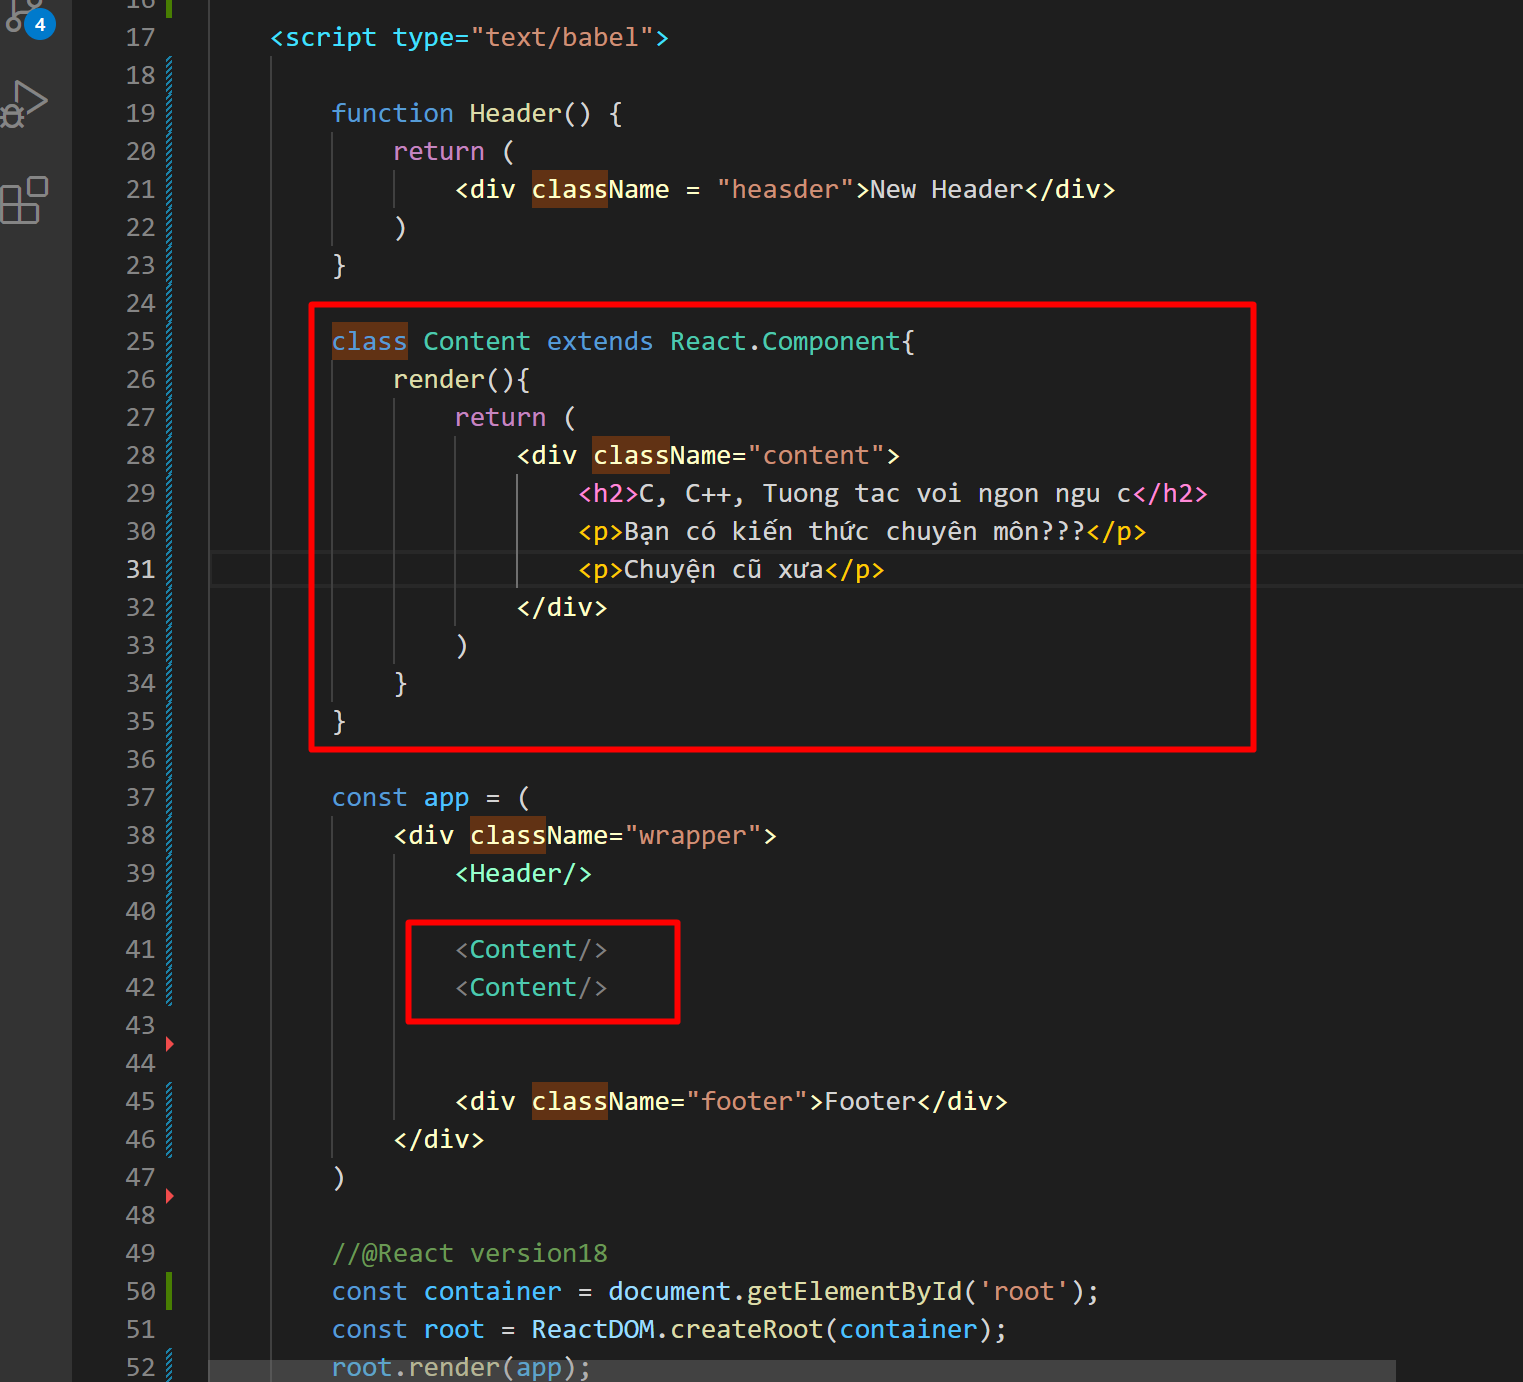 4
16
17 <script type="text/babel">
18
19 function Header() {
20 return (
21 <div className = "heasder">New Header</div>
22 )
23 }
24
25 class Content extends React.Component{
26 render(){
27 return (
28 <div className="content">
29 <h2>C, C++, Tuong tac voi ngon ngu c</h2>
30 <p>Bạn có kiến thức chuyên môn???</p>
31 <p>Chuyện cũ xưa</p>
32 </div>
33 )
34 }
35 }
36
37 const app = (
38 <div className="wrapper">
39 <Header/>
40
41 <Content/>
42 <Content/>
43
44
45 <div className="footer">Footer</div>
46 </div>
47 )
48
49 //@React version18
50 const container = document.getElementById('root');
51 const root = ReactDOM.createRoot(container);
52 root.render(app);